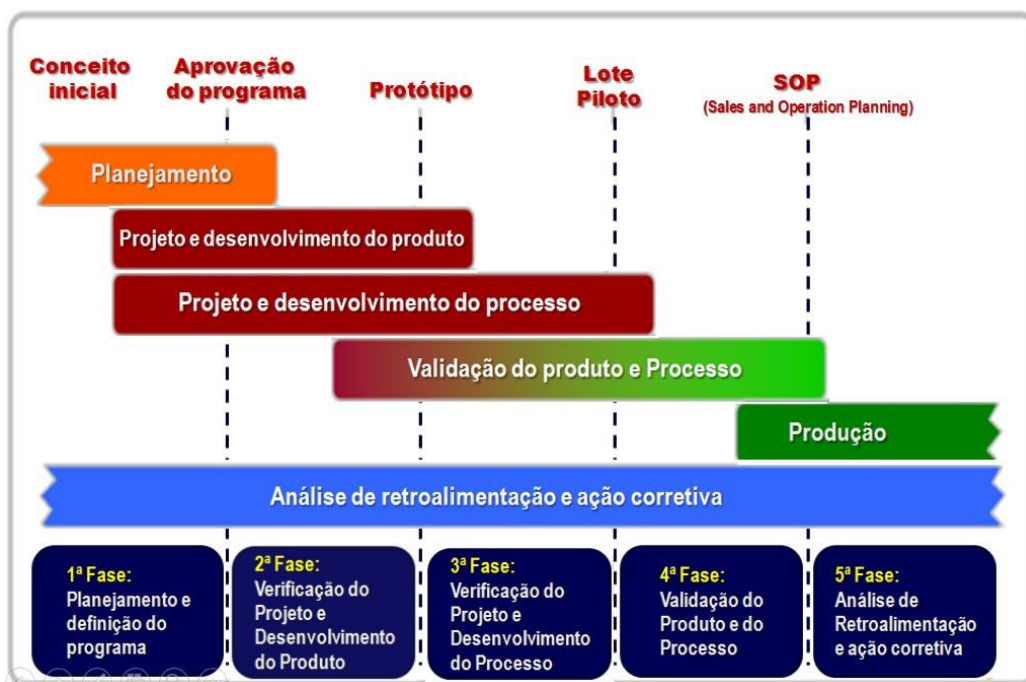 Conceito
inicial
Aprovação
do programa
Protótipo
Lote
Piloto
SOP
(Sales and Operation Planning)
Planejamento
Projeto e desenvolvimento do produto
Projeto e desenvolvimento do processo
Validação do produto e Processo
Produção
Análise de retroalimentação e ação corretiva
1ª Fase:
Planejamento e
definição do
programa
2ª Fase:
Verificação do
Projeto e
Desenvolvimento
do Produto
3ª Fase:
Verificação do
Projeto e
Desenvolvimento
do Processo
4ª Fase:
Validação do
Produto e do
Processo
5ª Fase:
Análise de
Retroalimentação
e ação corretiva